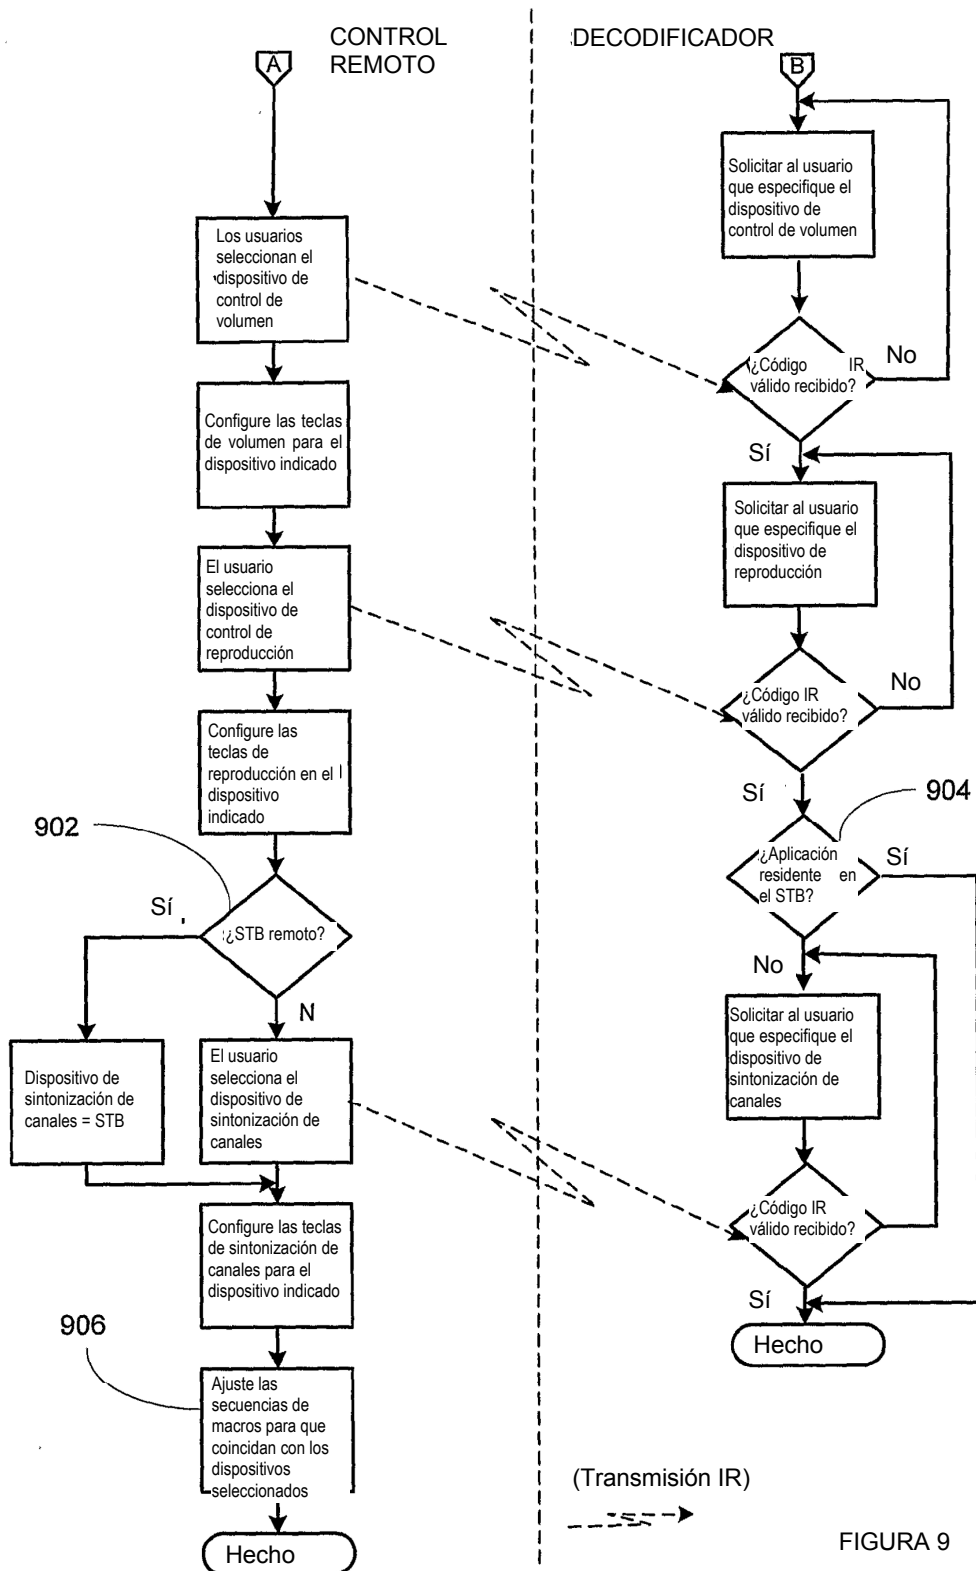 CONTROL
REMOTO
DECODIFICADOR
A
B
Los usuarios
seleccionan el
dispositivo de
control de
volumen
Configure las teclas
de volumen para el
dispositivo indicado
El usuario
selecciona el
dispositivo de
control de
reproducción
Configure las
teclas de
reproducción en el
dispositivo
indicado
902
Sí
¿STB remoto?
N
Dispositivo de
sintonización de
canales = STB
El usuario
selecciona el
dispositivo de
sintonización de
canales
Configure las teclas
de sintonización de
canales para el
dispositivo indicado
906
Ajuste las
secuencias de
macros para que
coincidan con los
dispositivos
seleccionados
Hecho
Solicitar al usuario
que especifique el
dispositivo de
control de volumen
¿Código IR
válido recibido?
No
Sí
Solicitar al usuario
que especifique el
dispositivo de
reproducción
¿Código IR
válido recibido?
No
Sí
904
¿Aplicación
residente en
el STB?
Sí
No
Solicitar al usuario
que especifique el
dispositivo de
sintonización de
canales
¿Código IR
válido recibido?
Sí
Hecho
(Transmisión IR)
FIGURA 9